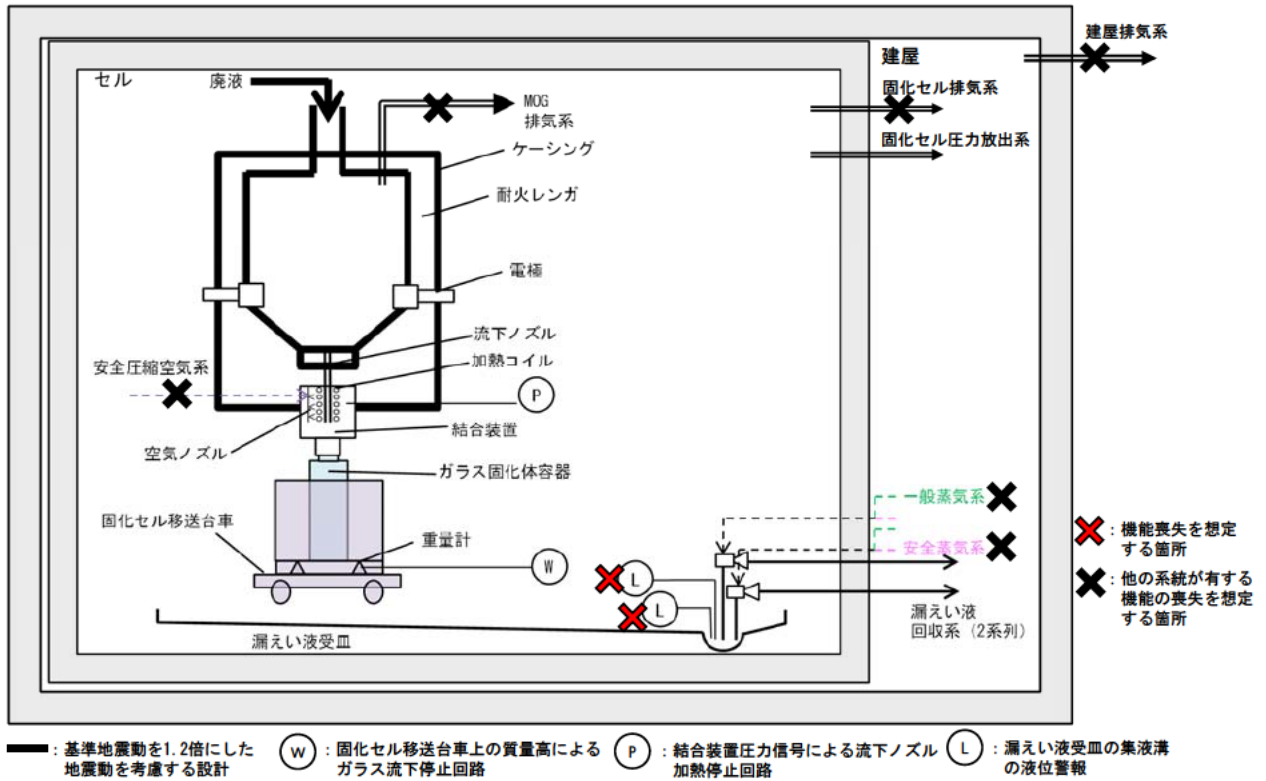 建屋排気系
セル
廃液
建屋
MOG
排気系
固化セル排気系
ケーシング
固化セル圧力放出系
耐火レンガ
電極
流下ノズル
加熱コイル
安全圧縮空気系
P
結合装置
空気ノズル
ガラス固化体容器
一般蒸気系
固化セル移送台車
重量計
安全蒸気系
：機能喪失を想定
する箇所
W
L
L
：他の系統が有する
機能の喪失を想定
する箇所
漏えい液
回収系（2系列）
漏えい液受皿
：基準地震動を1.2倍にした
地震動を考慮する設計
W
：固化セル移送台車上の質量高による
ガラス流下停止回路
P
：結合装置圧力信号による流下ノズル
加熱停止回路
L
：漏えい液受皿の集液溝
の液位警報